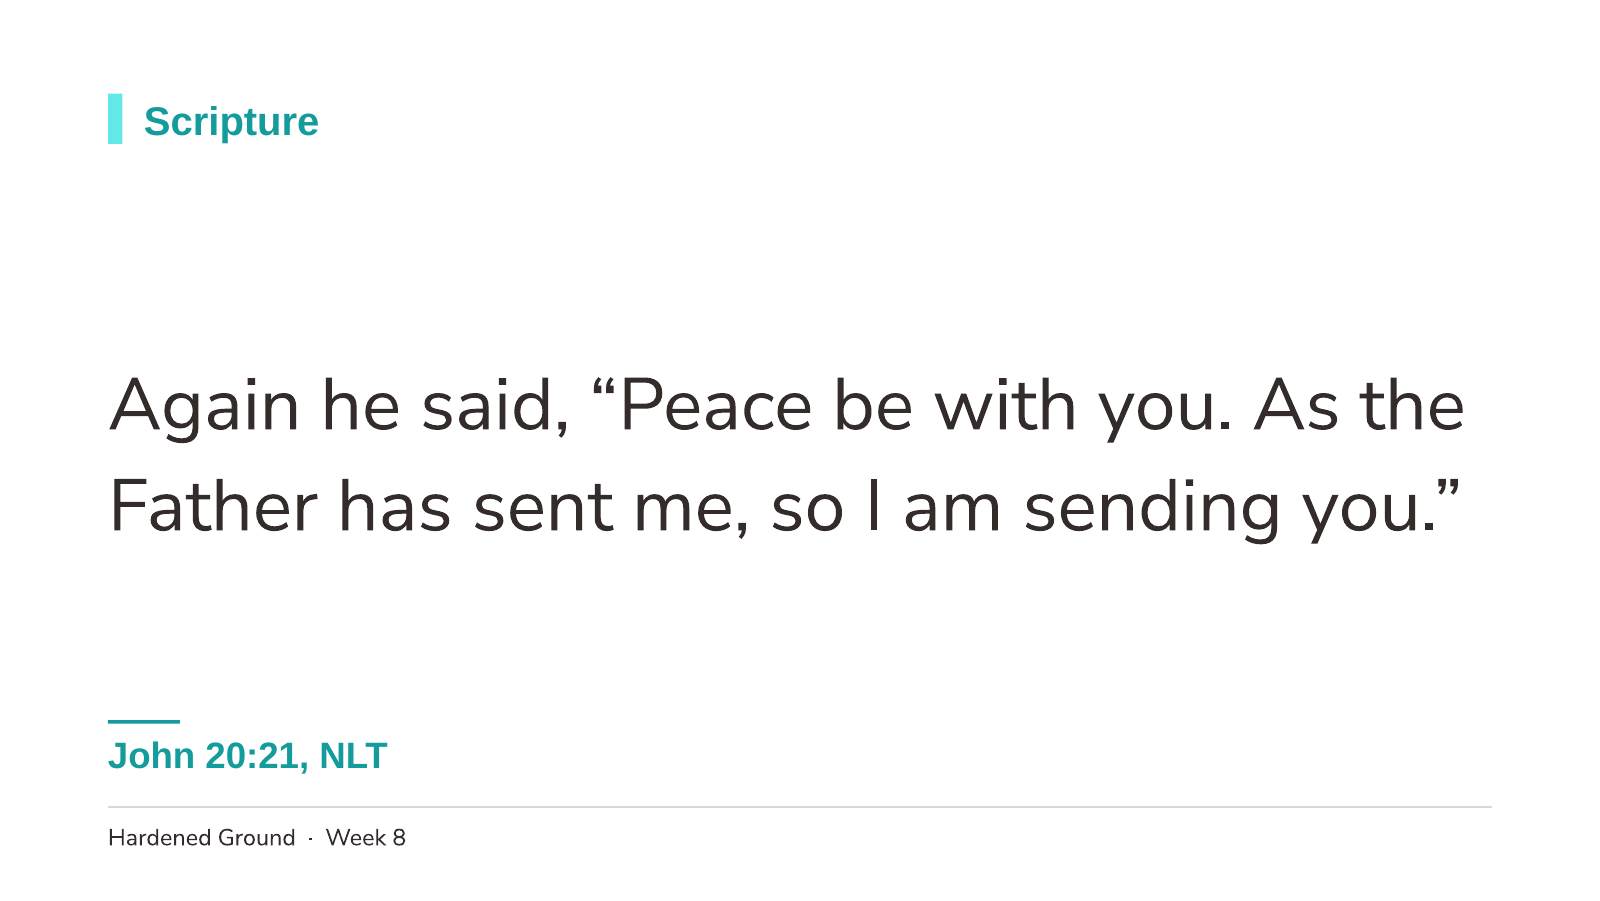 Scripture
Again he said, “Peace be with you. As the
Father has sent me, so I am sending you.”
John 20:21, NLT
Hardened Ground · Week 8